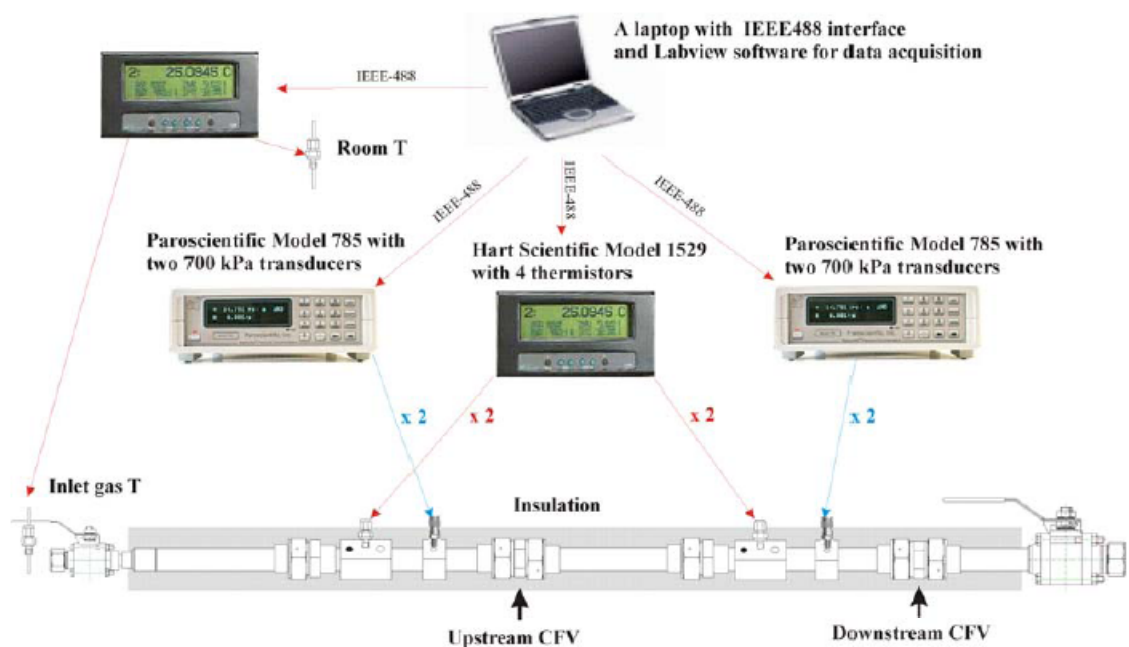 A laptop with IEEE488 interface
and Labview software for data acquisition
2: 25.0945 C
IEEE-488
Room T
IEEE-488
IEEE-488
IEEE-488
Paroscientific Model 785 with
two 700 kPa transducers
Hart Scientific Model 1529
with 4 thermistors
Paroscientific Model 785 with
two 700 kPa transducers
2: 25.0945 C
x 2
x 2
x 2
x 2
Inlet gas T
Insulation
Upstream CFV
Downstream CFV